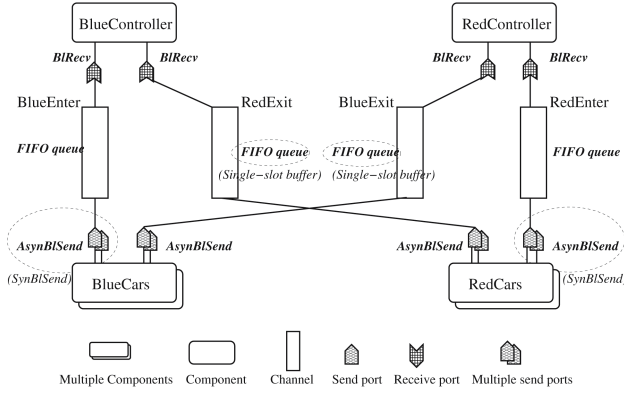 BlueController
RedController
BlRecv
BlRecv
BlRecv
BlRecv
BlueEnter
RedExit
BlueExit
RedEnter
FIFO queue
FIFO queue
FIFO queue
FIFO queue
(Single-slot buffer)
(Single-slot buffer)
AsynBlSend
AsynBlSend
AsynBlSend
AsynBlSend
(SynBlSend)
BlueCars
RedCars
(SynBlSend)
Multiple Components
Component
Channel
Send port
Receive port
Multiple send ports